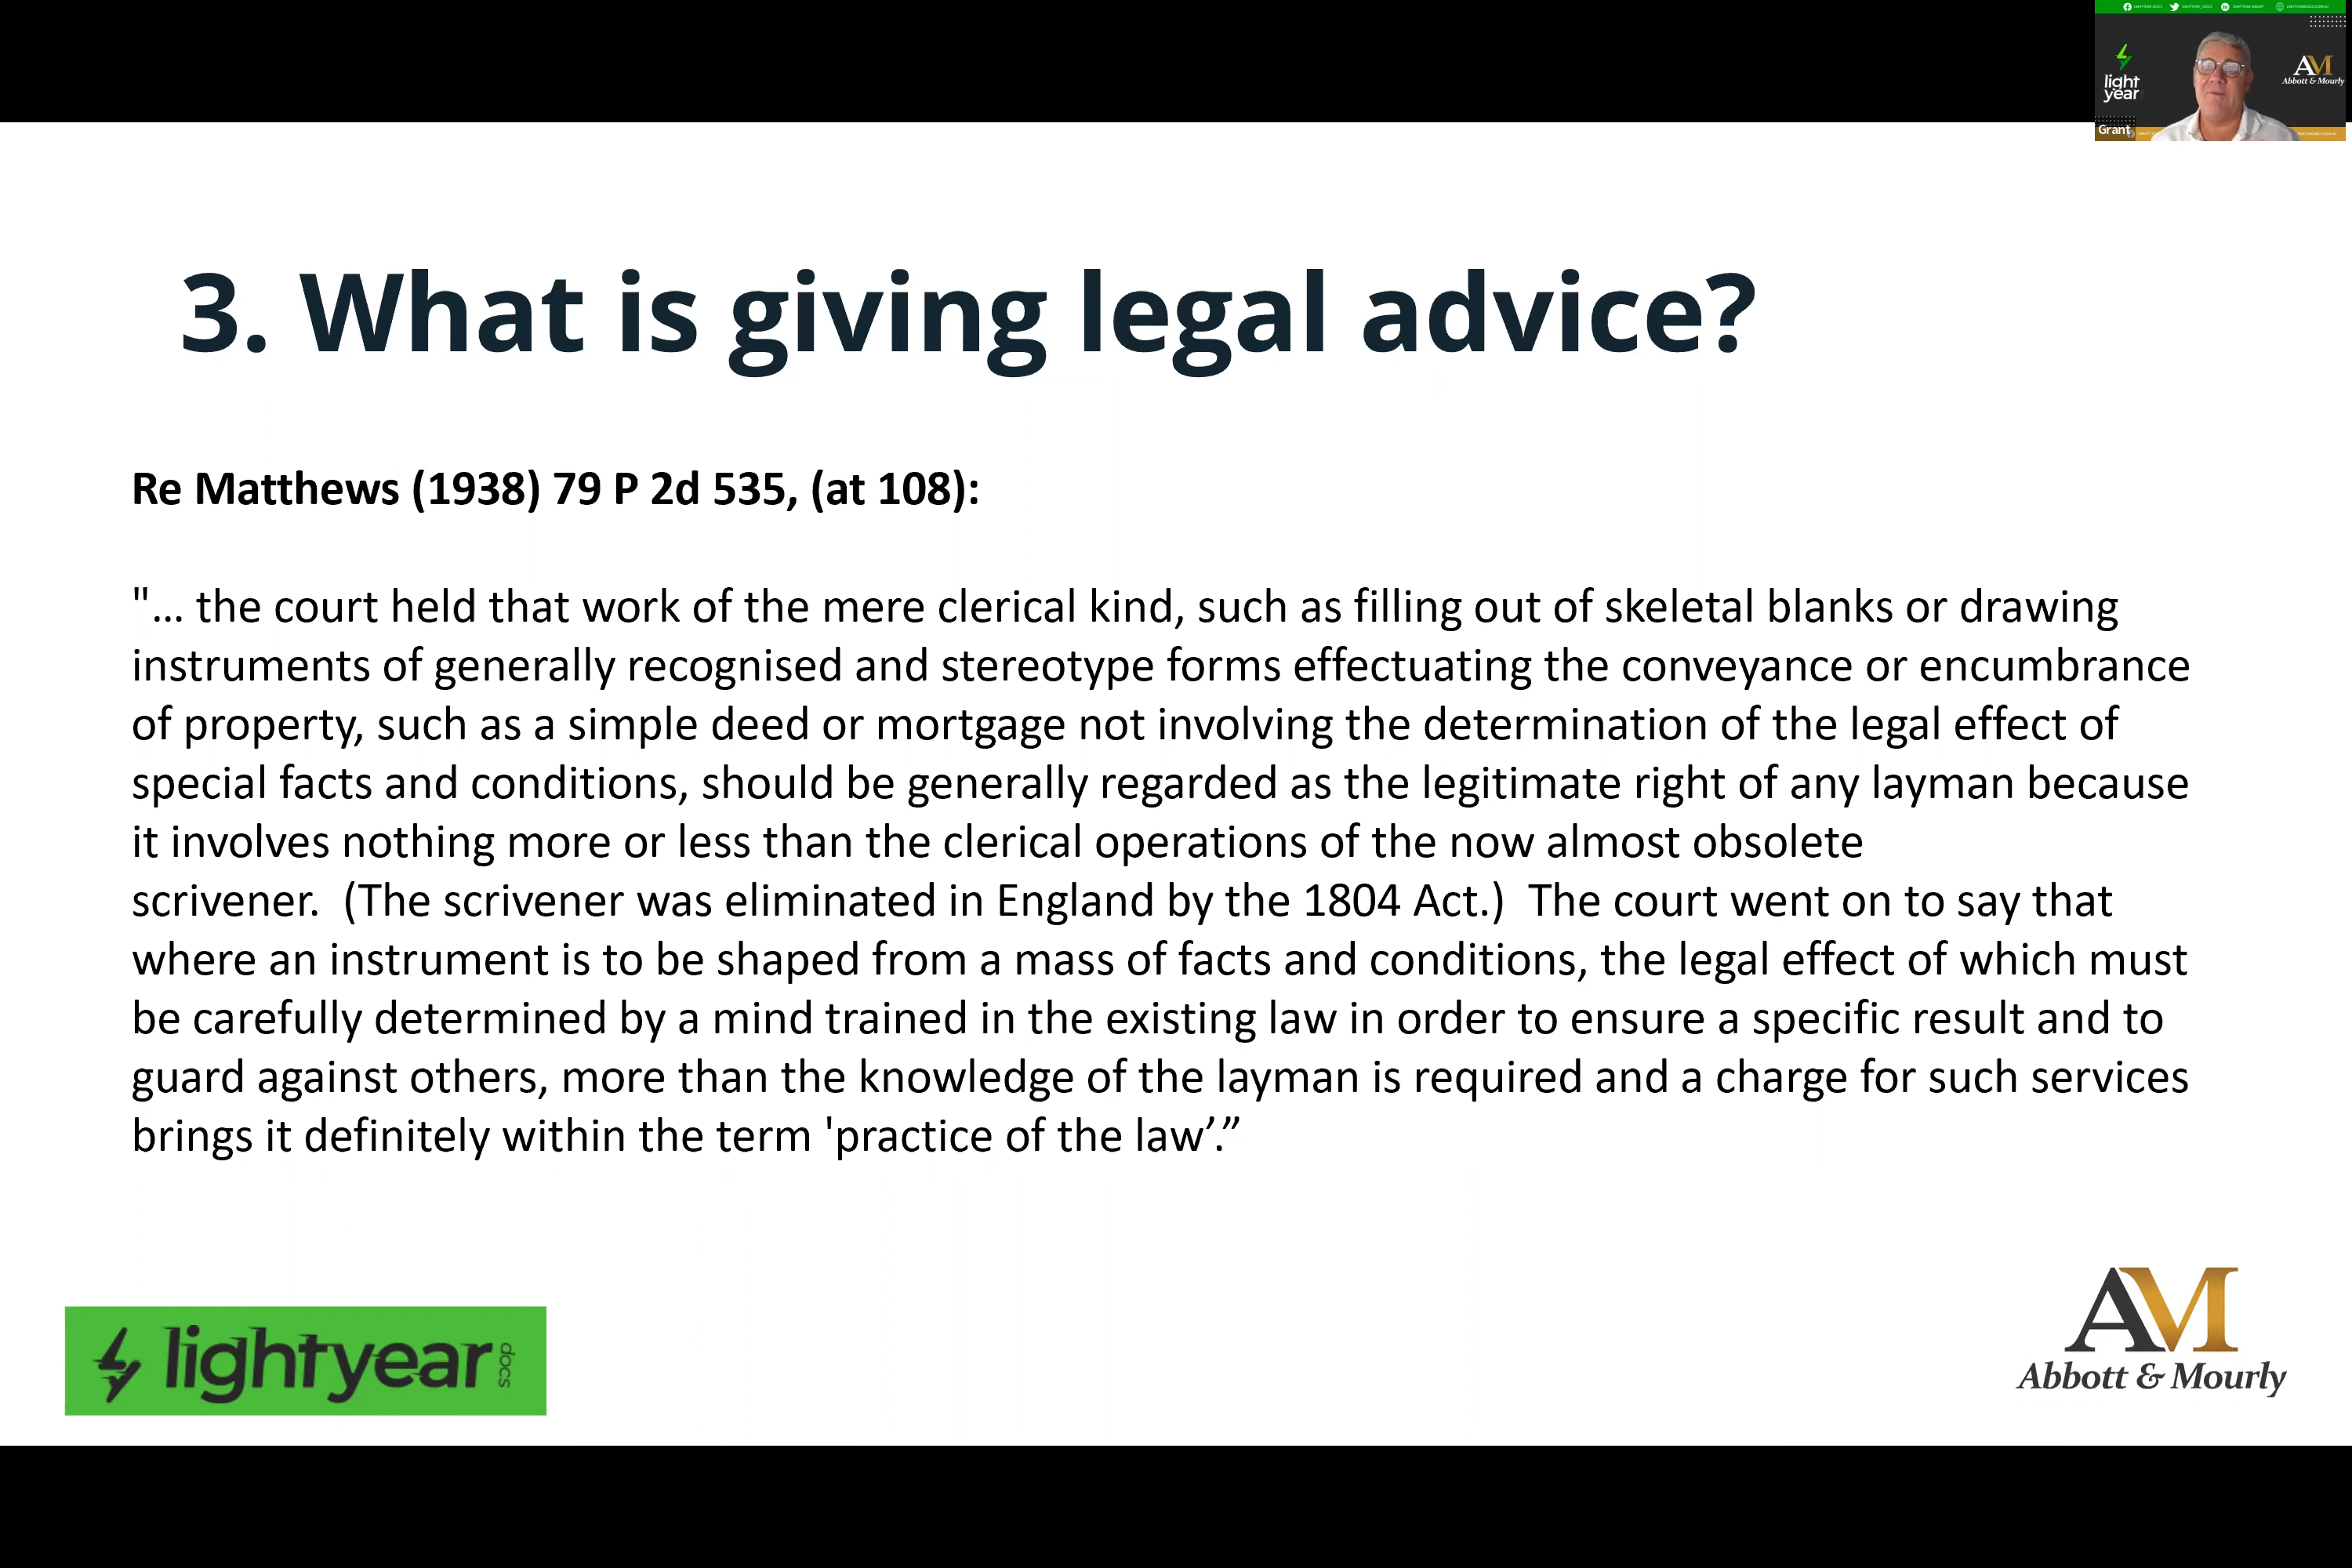 light
year
AM
Abbott & Mourly
Grant
3. What is giving legal advice?
Re Matthews (1938) 79 P 2d 535, (at 108):
"... the court held that work of the mere clerical kind, such as filling out of skeletal blanks or drawing
instruments of generally recognised and stereotype forms effectuating the conveyance or encumbrance
of property, such as a simple deed or mortgage not involving the determination of the legal effect of
special facts and conditions, should be generally regarded as the legitimate right of any layman because
it involves nothing more or less than the clerical operations of the now almost obsolete
scrivener.  (The scrivener was eliminated in England by the 1804 Act.)  The court went on to say that
where an instrument is to be shaped from a mass of facts and conditions, the legal effect of which must
be carefully determined by a mind trained in the existing law in order to ensure a specific result and to
guard against others, more than the knowledge of the layman is required and a charge for such services
brings it definitely within the term 'practice of the law’.”
lightyear docs
AM
Abbott & Mourly